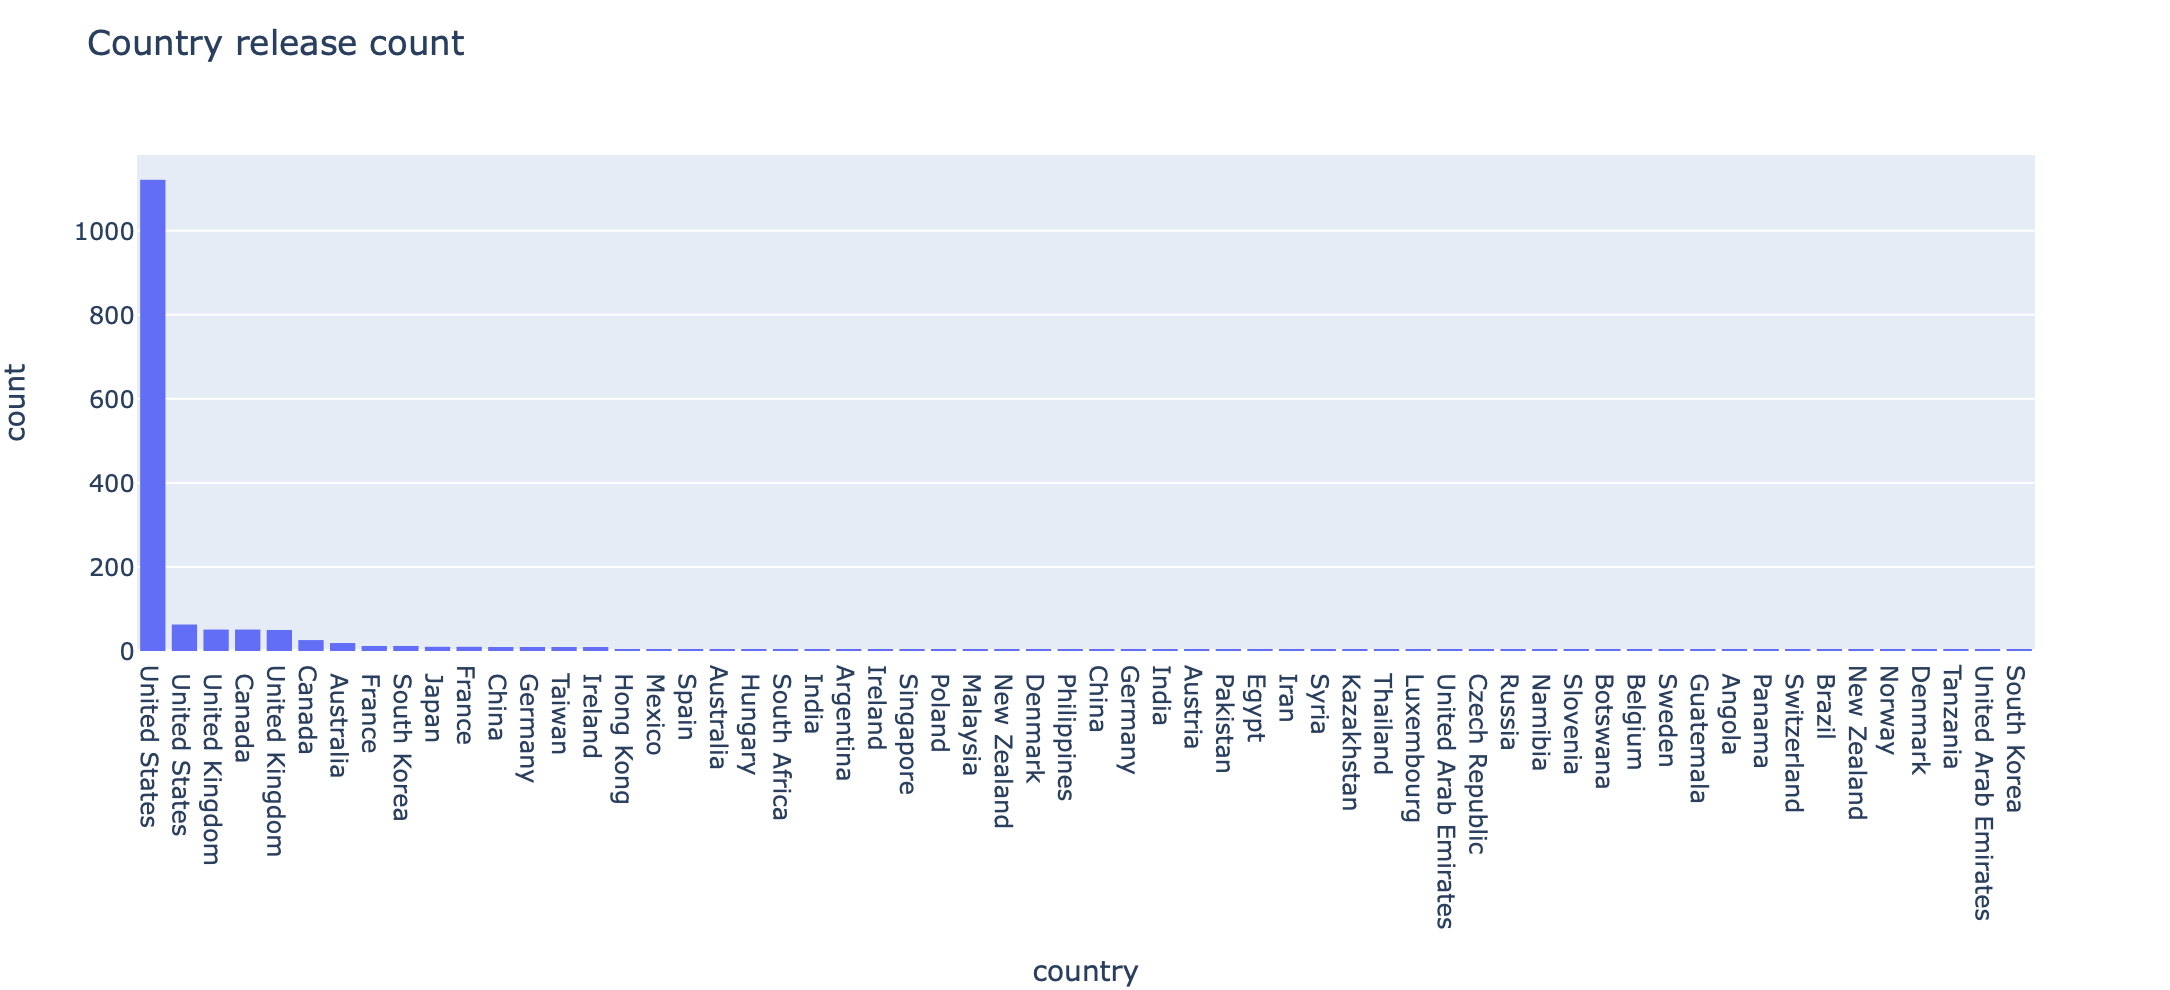 Country release count
count
1000
800
600
400
200
0
United States
United States
United Kingdom
Canada
United Kingdom
Canada
Australia
France
South Korea
Japan
France
China
Germany
Taiwan
Ireland
Hong Kong
Mexico
Spain
Australia
Hungary
South Africa
India
Argentina
Ireland
Singapore
Poland
Malaysia
New Zealand
Denmark
Philippines
China
Germany
India
Austria
Pakistan
Egypt
Iran
Syria
Kazakhstan
Thailand
Luxembourg
United Arab Emirates
Czech Republic
Russia
Namibia
Slovenia
Botswana
Belgium
Sweden
Guatemala
Angola
Panama
Switzerland
Brazil
New Zealand
Norway
Denmark
Tanzania
United Arab Emirates
South Korea
country